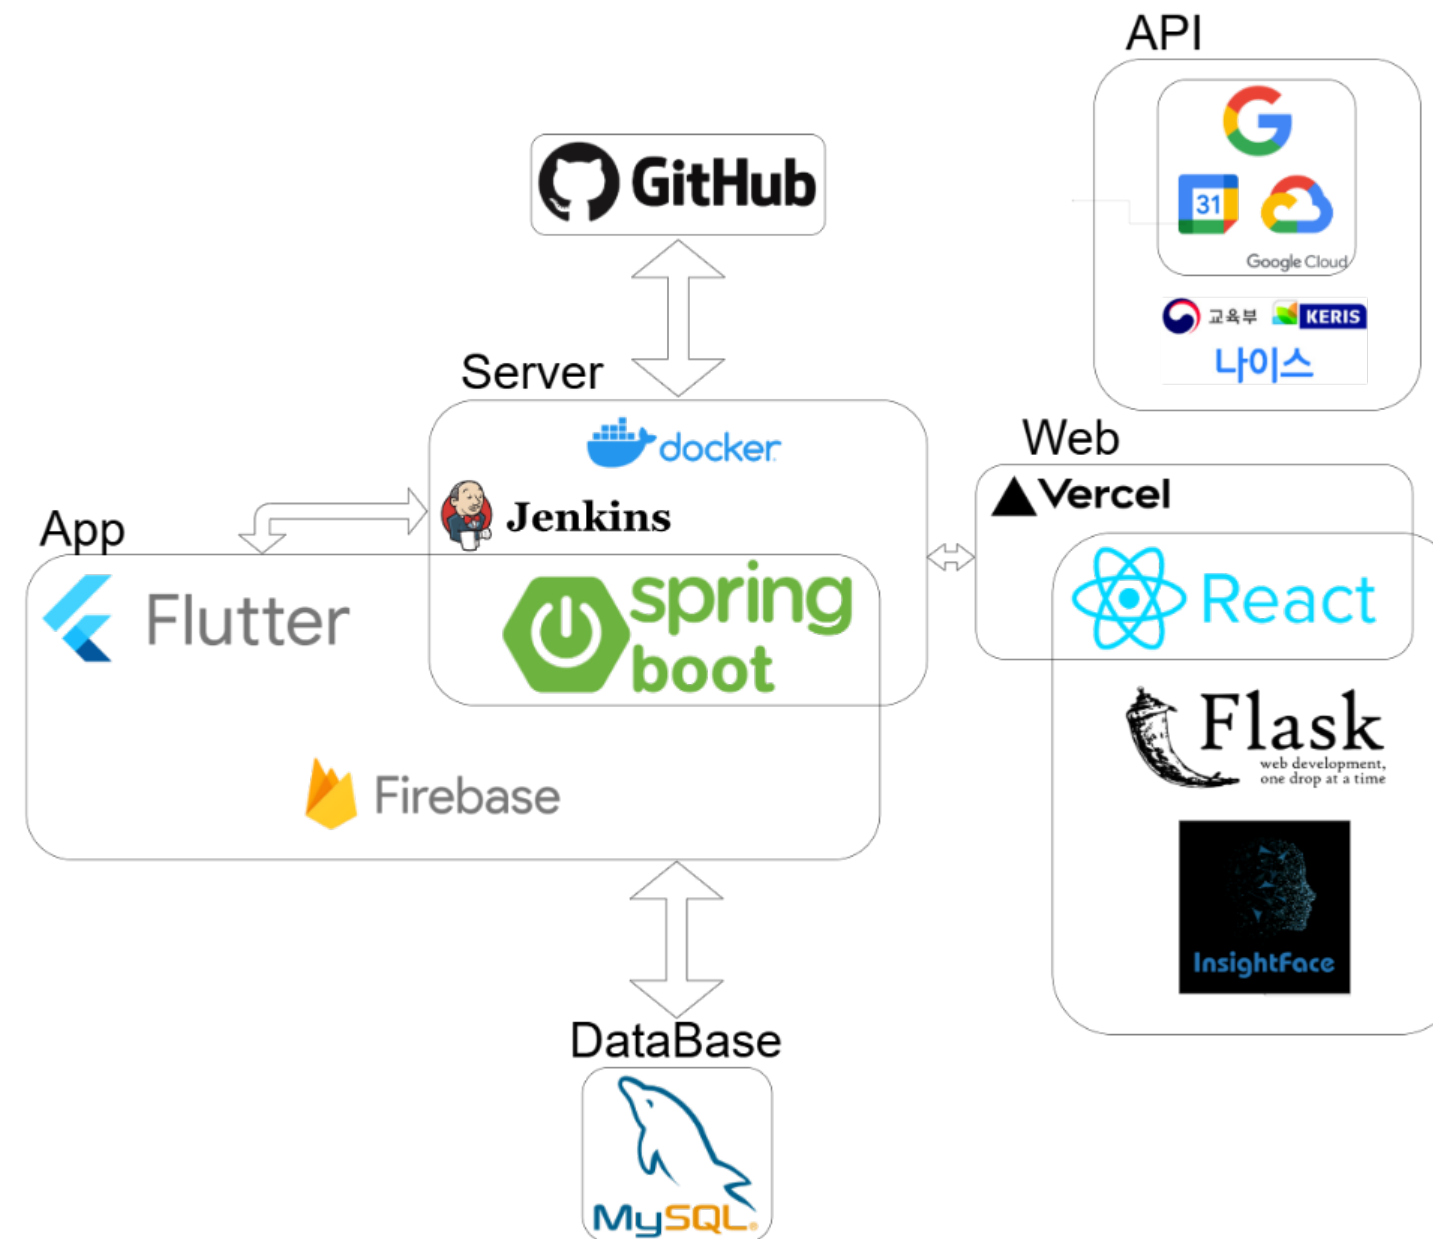 API
GitHub
31
Google Cloud
교육부 KERIS
나이스
Server
docker
Jenkins
Web
Vercel
App
Flutter
spring
boot
React
Flask
web development,
one drop at a time
Firebase
InsightFace
DataBase
MySQL